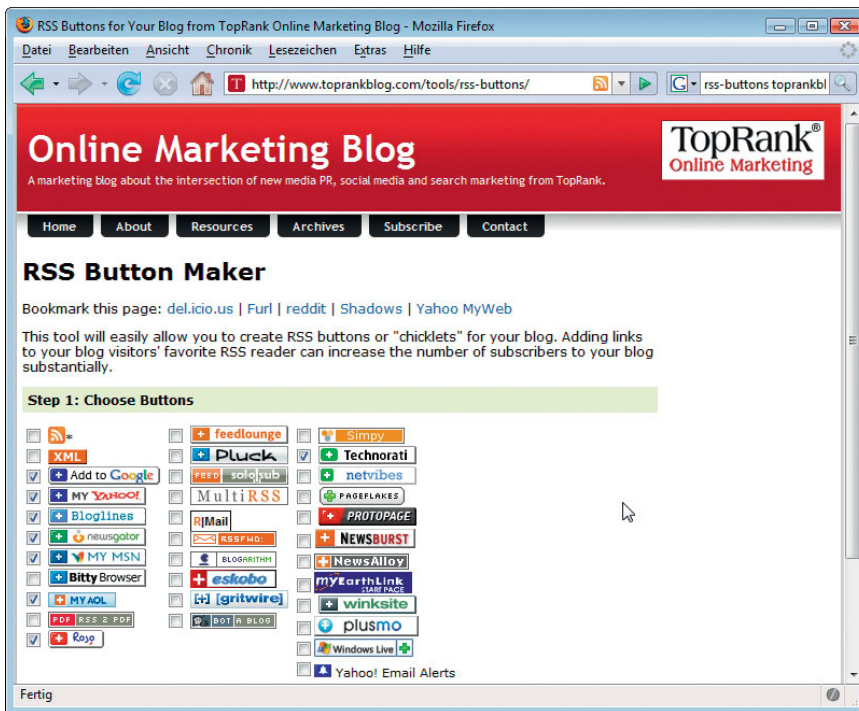 RSS Buttons for Your Blog from TopRank Online Marketing Blog - Mozilla Firefox
Datei Bearbeiten Ansicht Chronik Lesezeichen Extras Hilfe
T http://www.toprankblog.com/tools/rss-buttons/ G rss-buttons toprankbl
Online Marketing Blog
A marketing blog about the intersection of new media PR, social media and search marketing from TopRank.
TopRank®
Online Marketing
Home About Resources Archives Subscribe Contact
RSS Button Maker
Bookmark this page: del.icio.us | Furl | reddit | Shadows | Yahoo MyWeb
This tool will easily allow you to create RSS buttons or "chicklets" for your blog. Adding links
to your blog visitors' favorite RSS reader can increase the number of subscribers to your blog
substantially.
Step 1: Choose Buttons
*
XML
+ Add to Google
+ MY YAHOO!
+ Bloglines
+ newsgator
+ MY MSN
+ Bitty Browser
+ MY AOL
PDF RSS 2 PDF
+ Rojo
+ feedlounge
+ Pluck
FEED solosub
MultiRSS
R|Mail
RSSFWD:
BLOGARITHM
+ eskobo
[+] [gritwire]
BOT A BLOG
Simpy
+ Technorati
+ netvibes
+ PAGEFLAKES
+ PROTOPAGE
+ NEWSBURST
+ NewsAlloy
myEarthLink
START PAGE
+ winksite
+ plusmo
Windows Live +
Yahoo! Email Alerts
Fertig